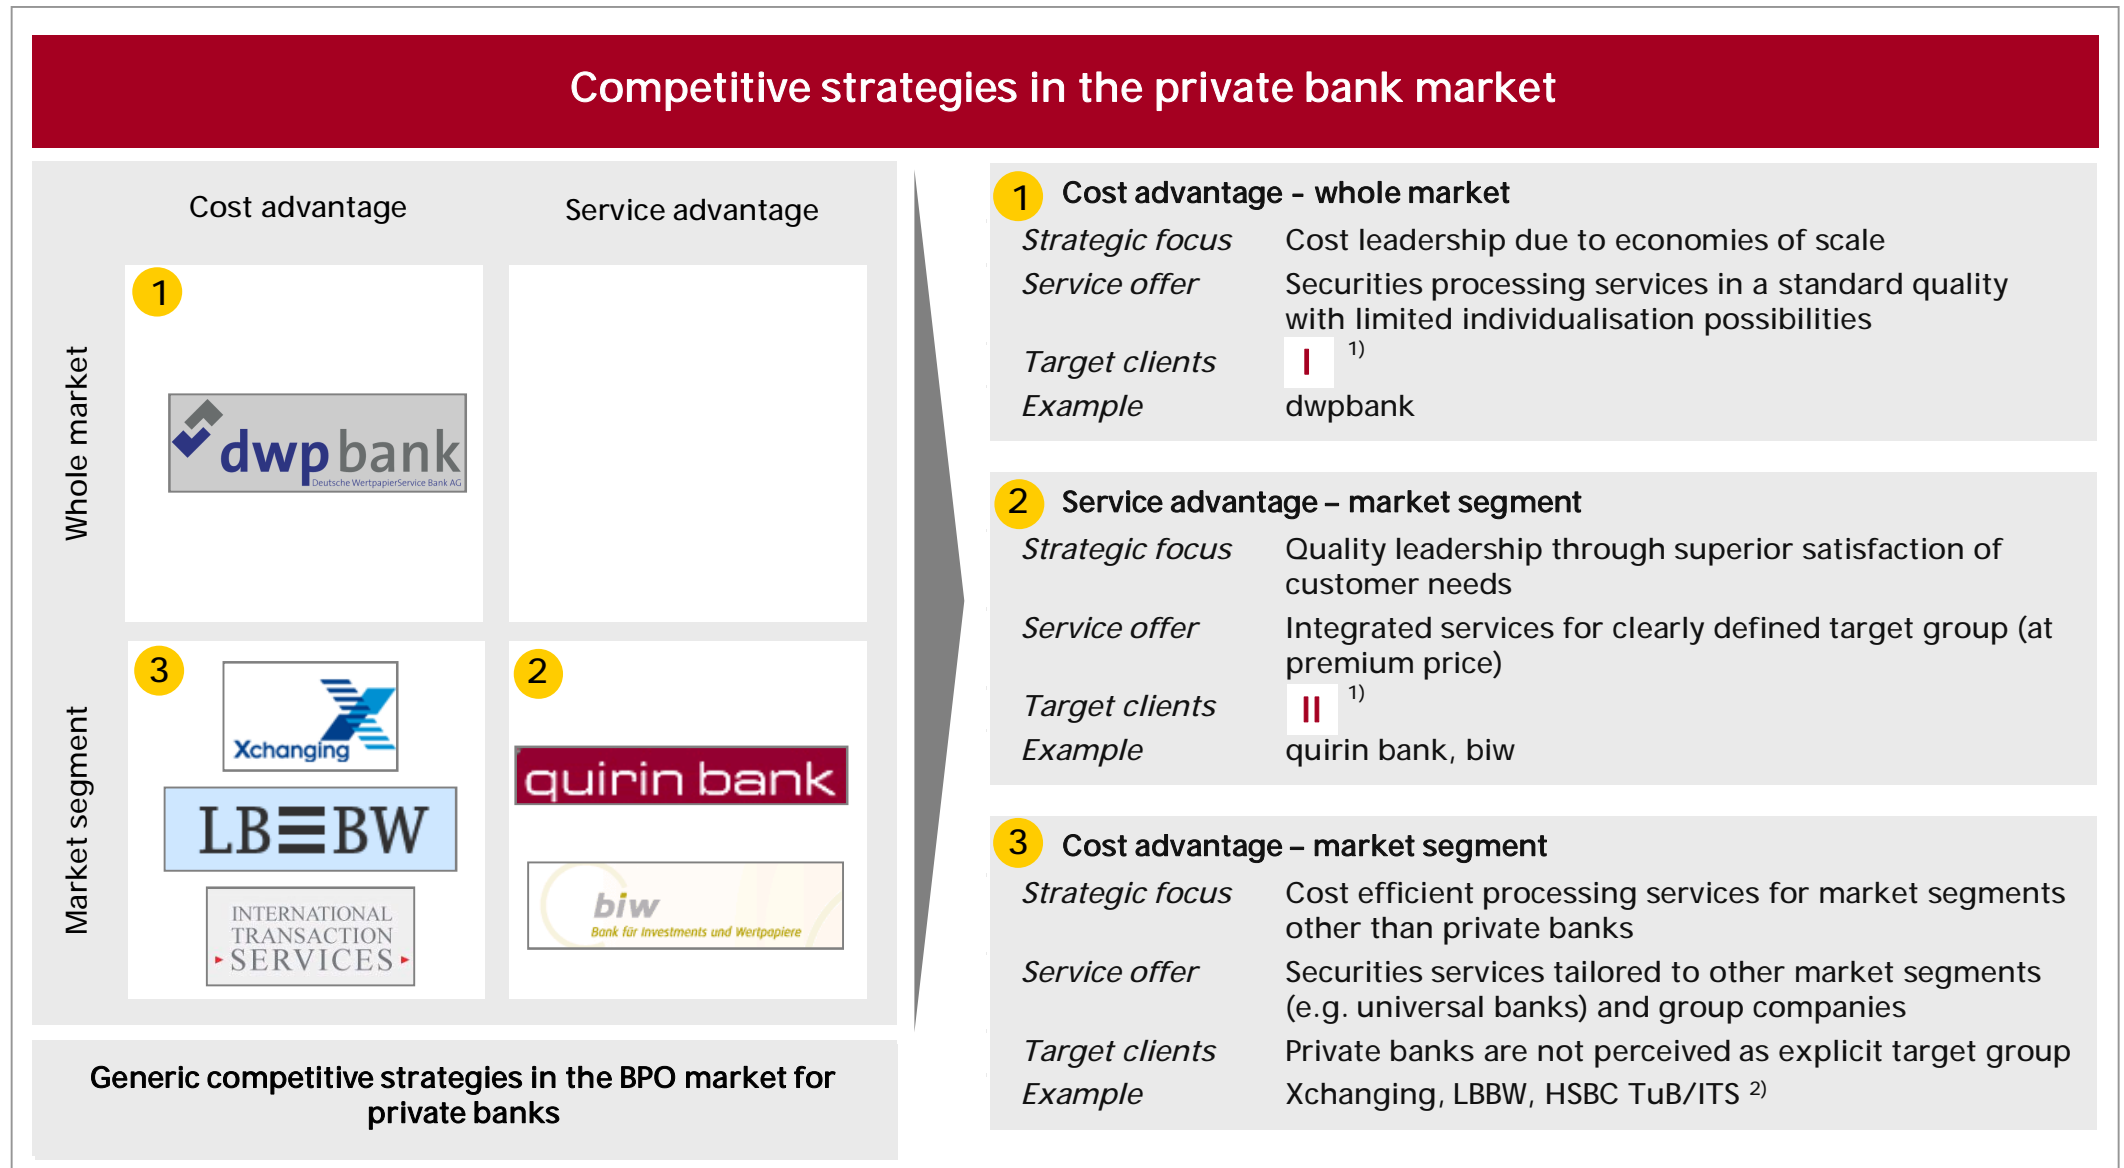 Competitive strategies in the private bank market
Cost advantage
Service advantage
Whole market
Market segment
1
dwpbank
Deutsche WertpapierService Bank AG
3
Xchanging
LBBW
INTERNATIONAL
TRANSACTION
SERVICES
2
quirin bank
biw
Bank für Investments und Wertpapiere
Generic competitive strategies in the BPO market for
private banks
1 Cost advantage – whole market
Strategic focus Cost leadership due to economies of scale
Service offer Securities processing services in a standard quality
with limited individualisation possibilities
Target clients I 1)
Example dwpbank
2 Service advantage – market segment
Strategic focus Quality leadership through superior satisfaction of
customer needs
Service offer Integrated services for clearly defined target group (at
premium price)
Target clients II 1)
Example quirin bank, biw
3 Cost advantage – market segment
Strategic focus Cost efficient processing services for market segments
other than private banks
Service offer Securities services tailored to other market segments
(e.g. universal banks) and group companies
Target clients Private banks are not perceived as explicit target group
Example Xchanging, LBBW, HSBC TuB/ITS 2)